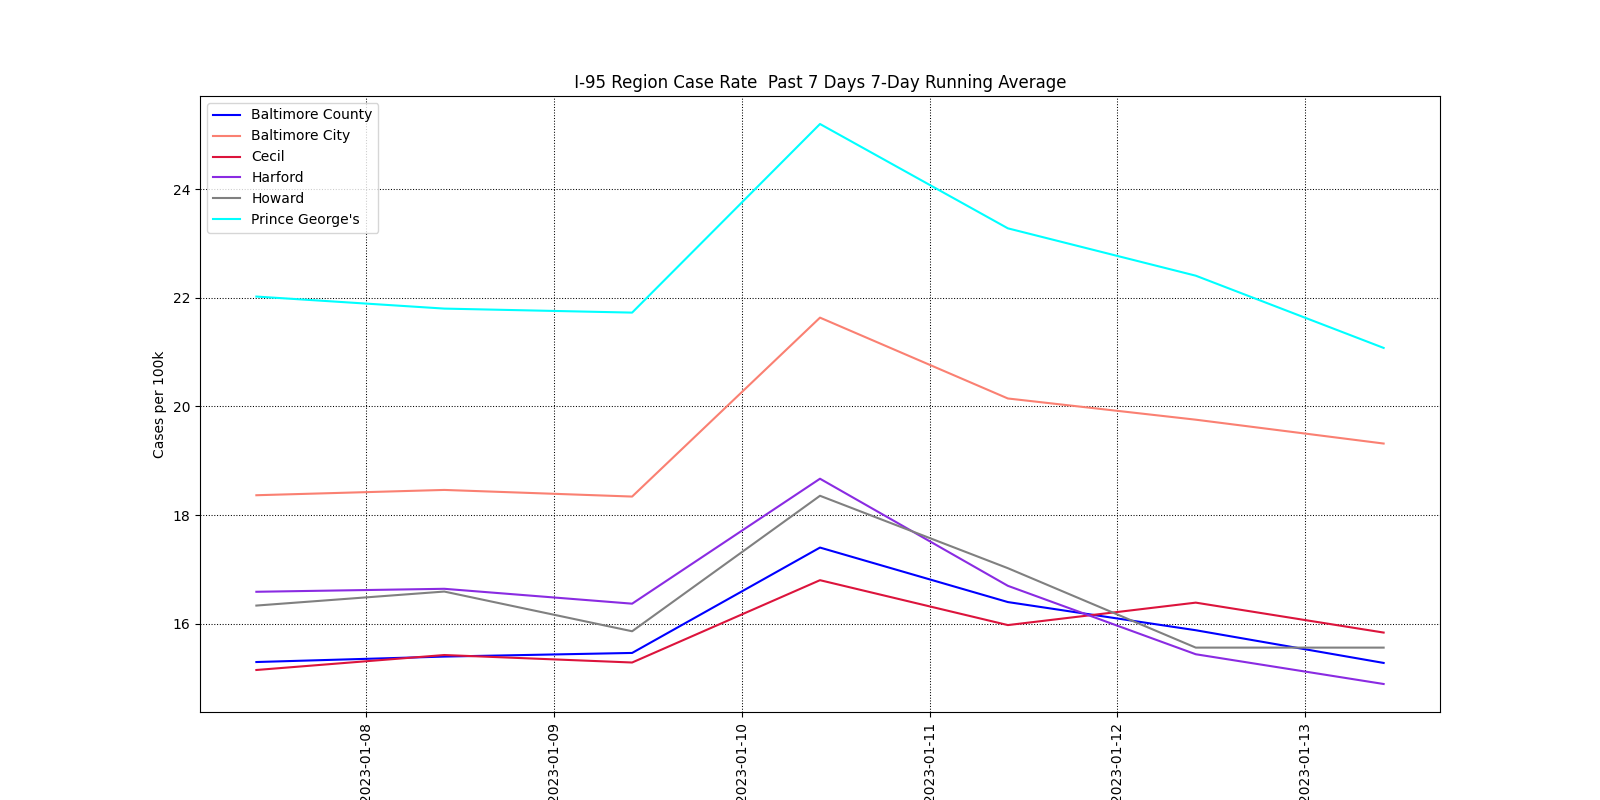 I-95 Region Case Rate  Past 7 Days 7-Day Running Average
Baltimore County
Baltimore City
Cecil
Harford
Howard
Prince George's
Cases per 100k
24
22
20
18
16
2023-01-08
2023-01-09
2023-01-10
2023-01-11
2023-01-12
2023-01-13